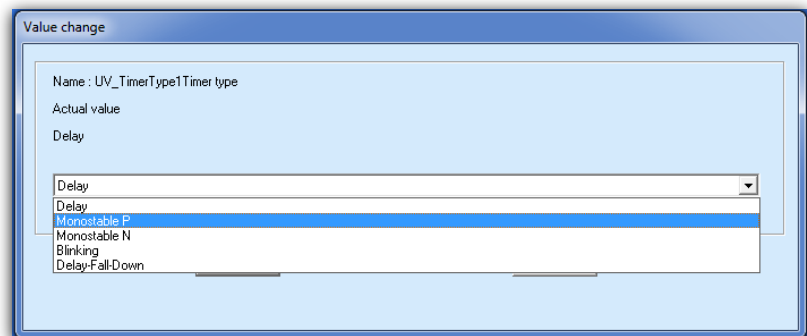 Value change
Name : UV_TimerType1Timer type
Actual value
Delay
Delay
Delay
Monostable P
Monostable N
Blinking
Delay-Fall-Down